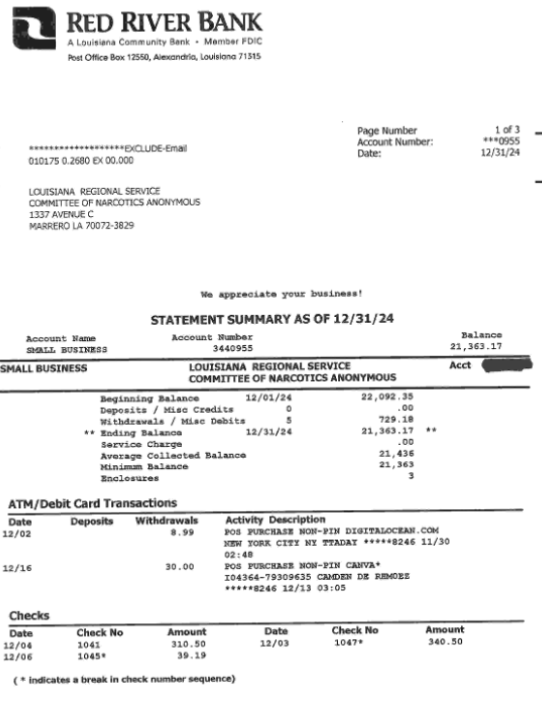 RED RIVER BANK
A Louisiana Community Bank • Member FDIC
Post Office Box 12550, Alexandria, Louisiana 71315
Page Number 1 of 3
Account Number: ***0955
Date: 12/31/24
*******************EXCLUDE-Email
010175 0.2680 EX 00.000
LOUISIANA REGIONAL SERVICE
COMMITTEE OF NARCOTICS ANONYMOUS
1337 AVENUE C
MARRERO LA 70072-3829
We appreciate your business!
STATEMENT SUMMARY AS OF 12/31/24
Account Name Account Number Balance
SMALL BUSINESS 3440955 21,363.17
SMALL BUSINESS LOUISIANA REGIONAL SERVICE Acct
COMMITTEE OF NARCOTICS ANONYMOUS
Beginning Balance 12/01/24 22,092.35
Deposits / Misc Credits 0 .00
Withdrawals / Misc Debits 5 729.18
** Ending Balance 12/31/24 21,363.17 **
Service Charge .00
Average Collected Balance 21,436
Minimum Balance 21,363
Enclosures 3
ATM/Debit Card Transactions
Date Deposits Withdrawals Activity Description
12/02 8.99 POS PURCHASE NON-PIN DIGITALOCEAN.COM
NEW YORK CITY NY TTADAY *****8246 11/30
02:48
12/16 30.00 POS PURCHASE NON-PIN CANVA*
I04364-79309635 CAMDEN DE REMOEZ
*****8246 12/13 03:05
Checks
Date Check No Amount Date Check No Amount
12/04 1041 310.50 12/03 1047* 340.50
12/06 1045* 39.19
( * indicates a break in check number sequence)